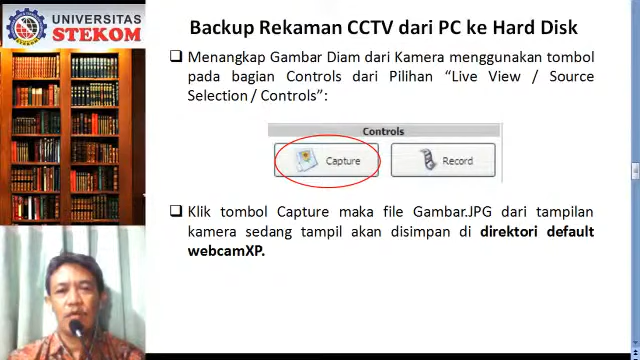 UNIVERSITAS
STEKOM
Backup Rekaman CCTV dari PC ke Hard Disk
Menangkap Gambar Diam dari Kamera menggunakan tombol
pada bagian Controls dari Pilihan “Live View / Source
Selection / Controls”:
Controls
Capture
Record
Klik tombol Capture maka file Gambar.JPG dari tampilan
kamera sedang tampil akan disimpan di direktori default
webcamXP.